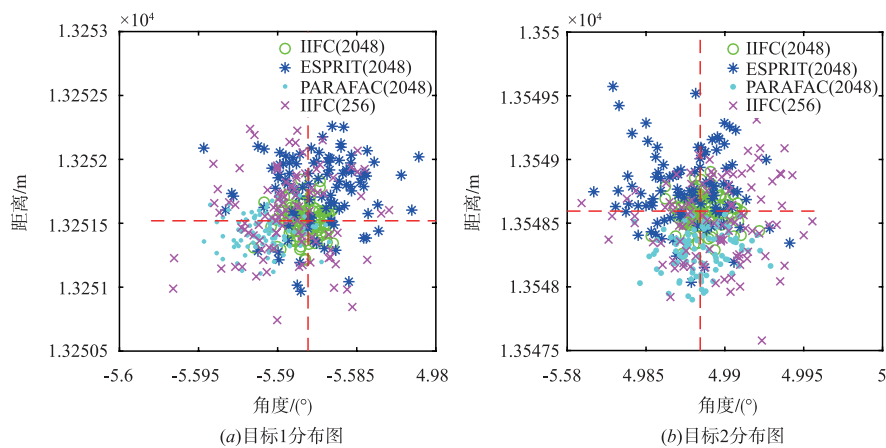 ×10⁴
1.3253
1.32525
1.3252
1.32515
1.3251
1.32505
距离/m
IIFC(2048)
ESPRIT(2048)
PARAFAC(2048)
IIFC(256)
-5.6
-5.595
-5.59
-5.585
4.98
角度/(°)
(a)目标1分布图
×10⁴
1.355
1.35495
1.3549
1.35485
1.3548
1.35475
距离/m
IIFC(2048)
ESPRIT(2048)
PARAFAC(2048)
IIFC(256)
-5.58
4.985
4.99
4.995
5
角度/(°)
(b)目标2分布图